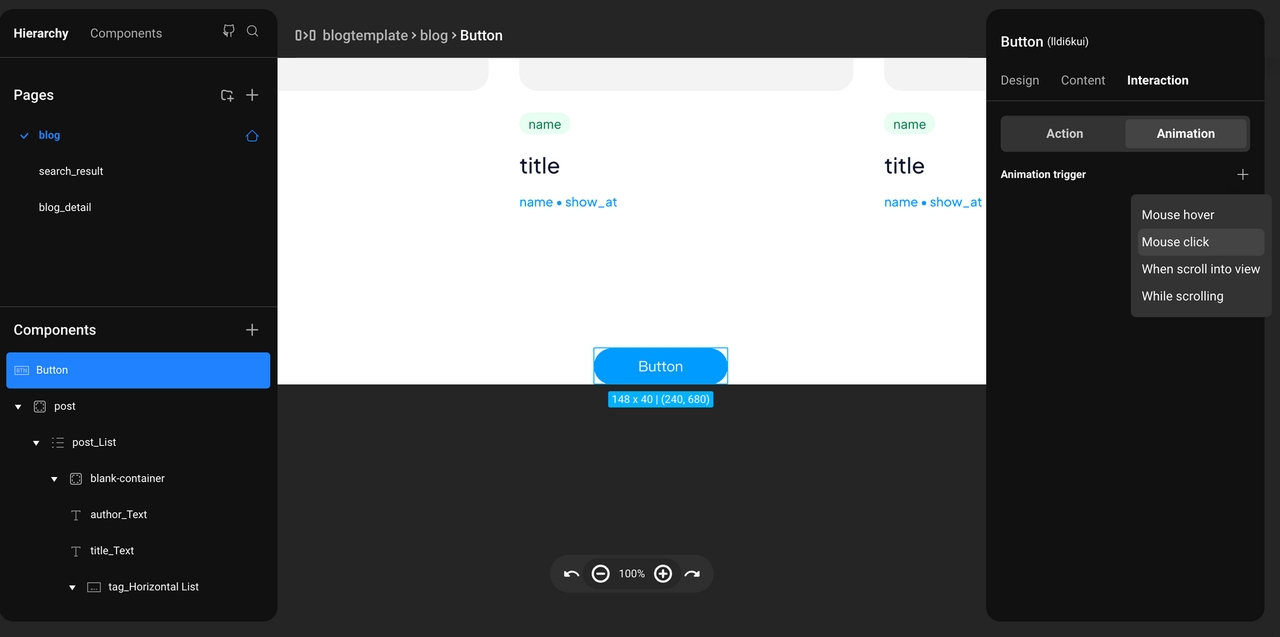 Hierarchy Components
Pages
blog
search_result
blog_detail
Components
BTN Button
post
post_List
blank-container
author_Text
title_Text
tag_Horizontal List
blogtemplate > blog > Button
name name
title title
name • show_at name • show_at
Button
148 x 40 | (240, 680)
100%
Button (lldi6kui)
Design Content Interaction
Action Animation
Animation trigger
Mouse hover
Mouse click
When scroll into view
While scrolling